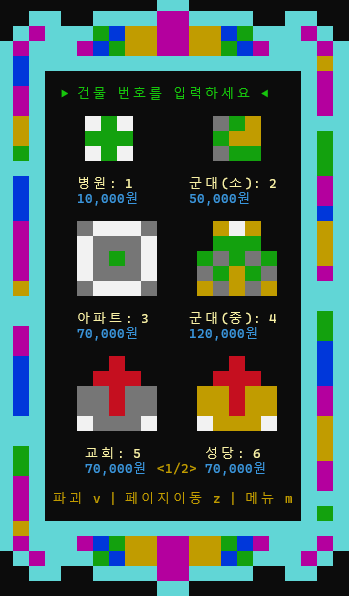 ► 건물 번호를 입력하세요 ◄
병원: 1 군대(소): 2
10,000원 50,000원
아파트: 3 군대(중): 4
70,000원 120,000원
교회: 5 성당: 6
70,000원 <1/2> 70,000원
파괴 v | 페이지이동 z | 메뉴 m